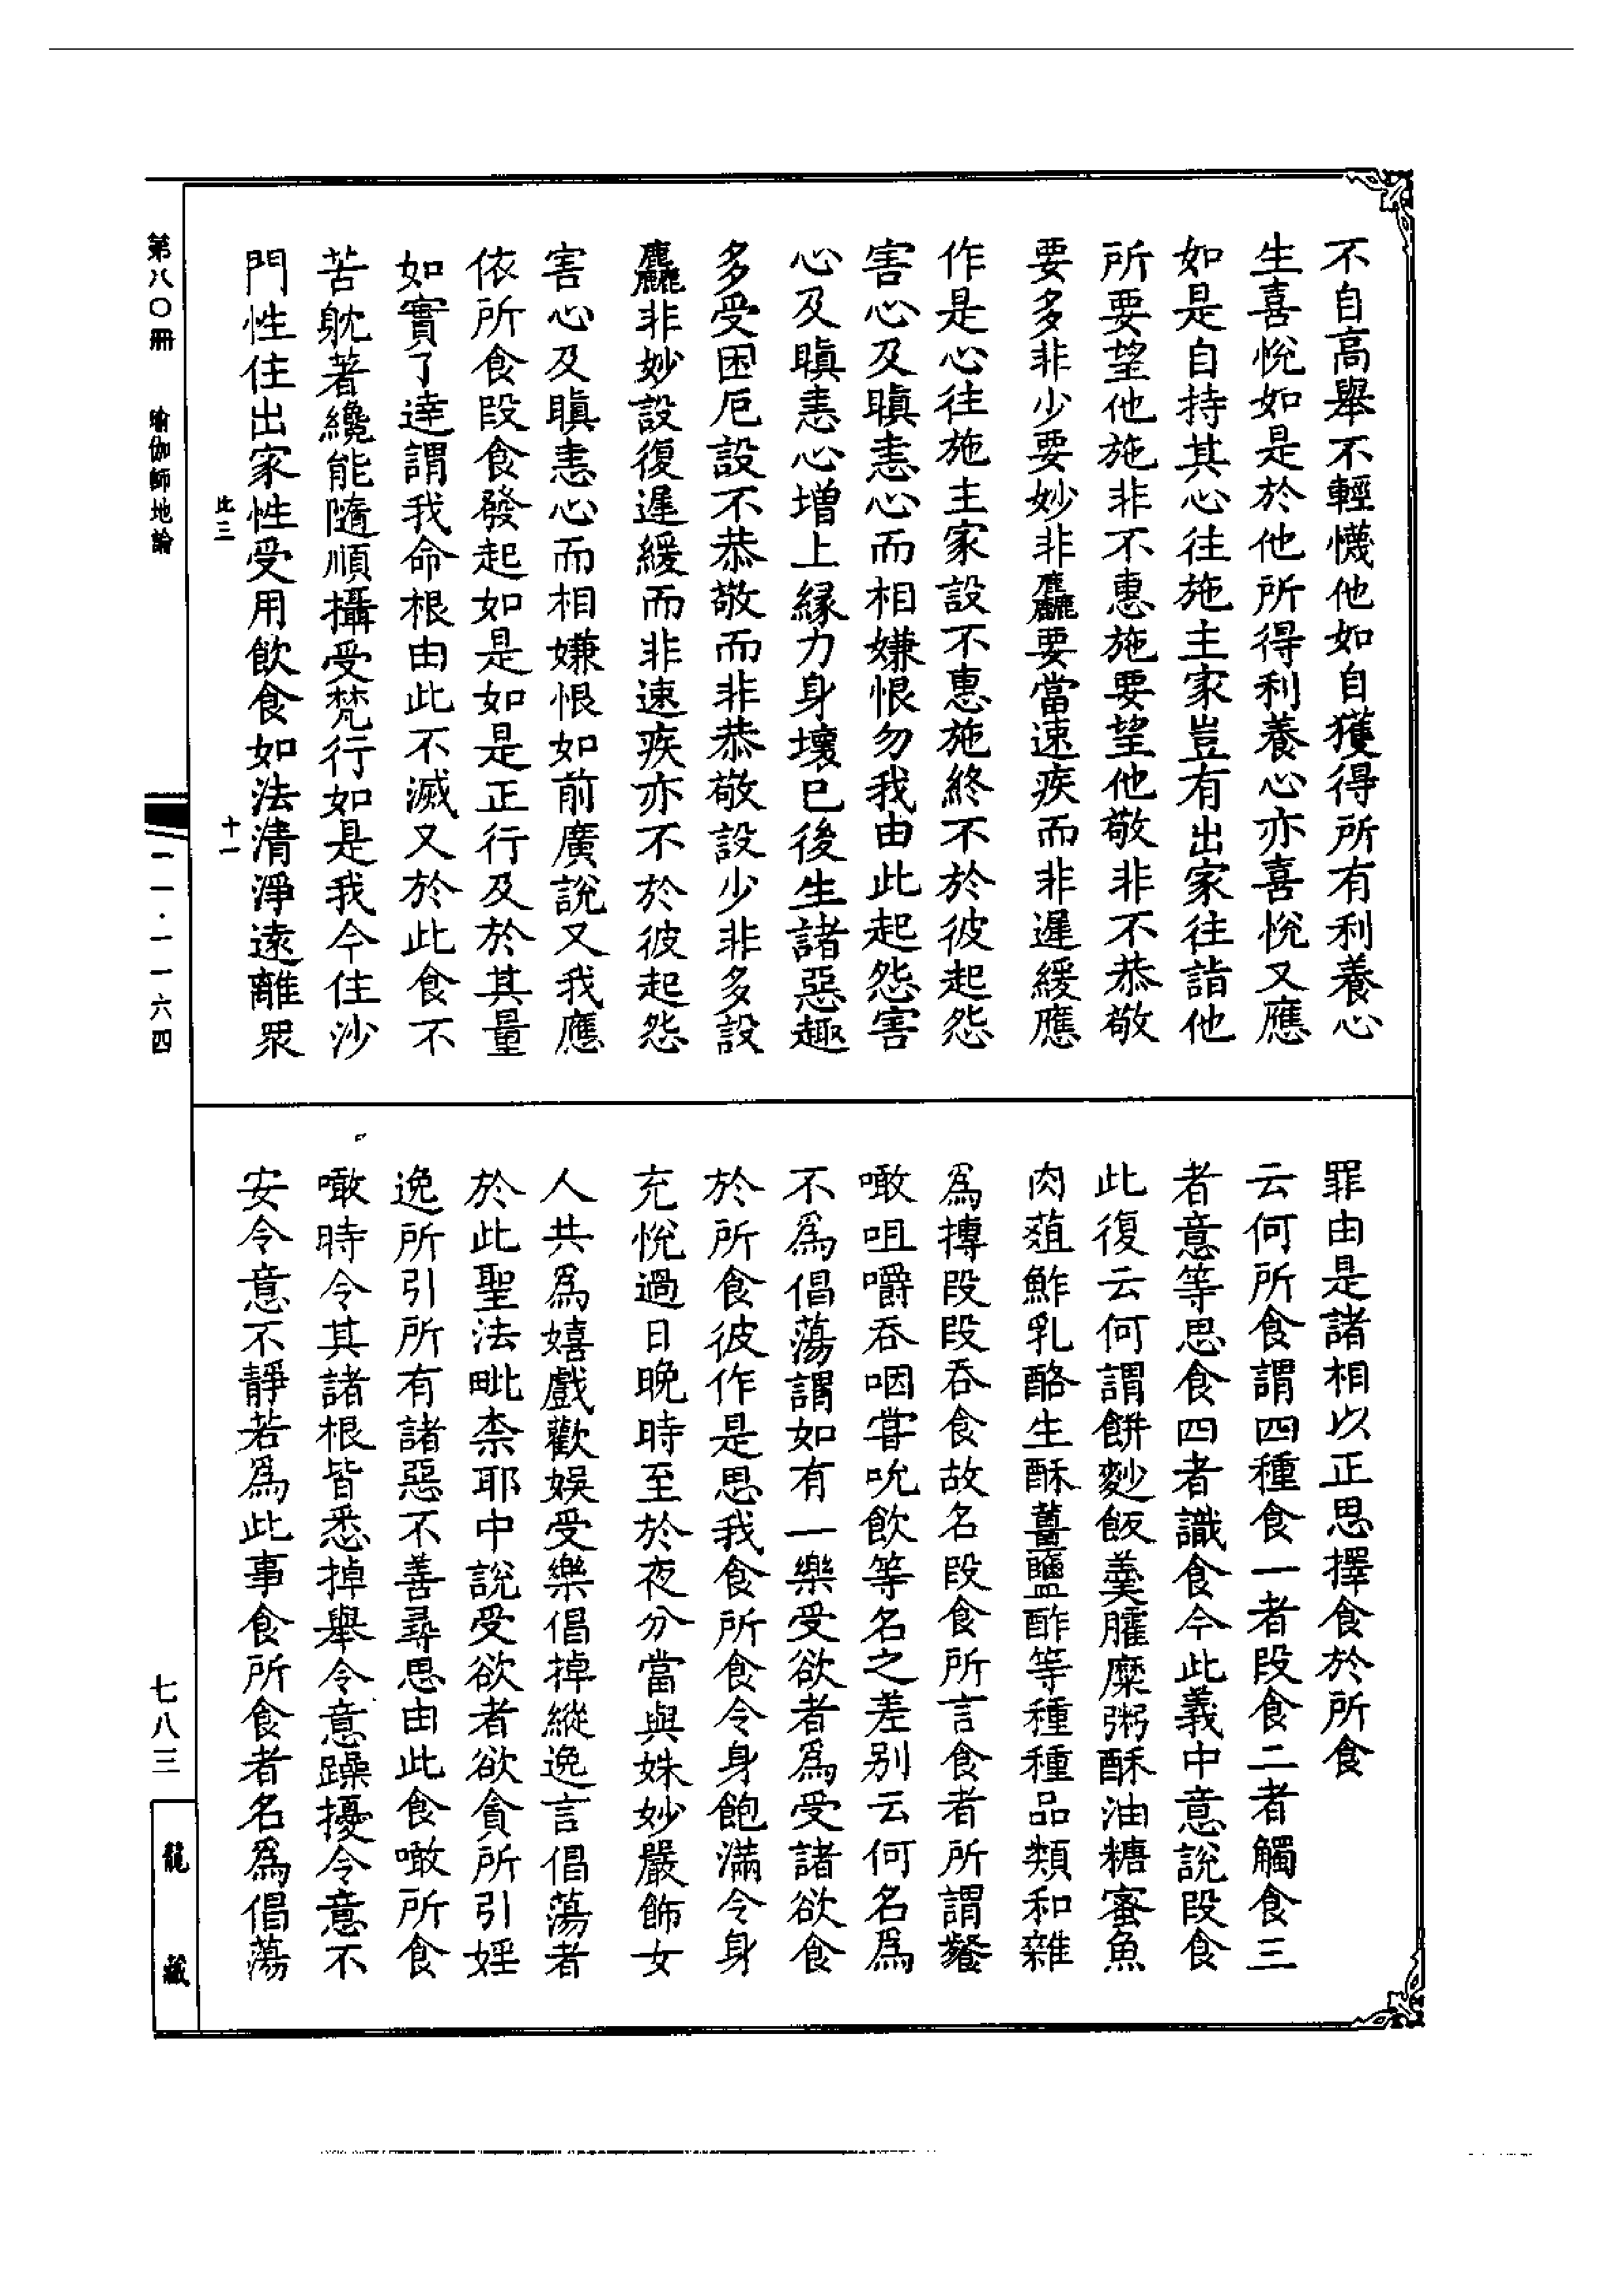 不自高舉不輕懱他如自獲得所有利養心
生喜悅如是於他所得利養心亦喜悅又應
如是自持其心往施主家豈有出家往詣他
所要望他施非不惠施要望他敬非不恭敬
要多非少要妙非麤要當速疾而非遲緩應
作是心往施主家設不惠施終不於彼起怨
害心及瞋恚心而相嫌恨勿我由此起怨害
心及瞋恚心增上緣力身壞已後生諸惡趣
多受困厄設不恭敬而非恭敬設少非多設
麤非妙設復遲緩而非速疾亦不於彼起怨
害心及瞋恚心而相嫌恨如前廣說又我應
依所食段食發起如是如是正行及於其量
如實了達謂我命根由此不滅又於此食不
苦躭著纔能隨順攝受梵行如是我今住沙
門性住出家性受用飲食如法清淨遠離眾
罪由是諸相以正思擇食於所食
云何所食謂四種食一者段食二者觸食三
者意等思食四者識食今此義中意說段食
此復云何謂餅麨飯羹臛糜粥酥油糖蜜魚
肉葅鮓乳酪生酥薑鹽酢等種種品類和雜
為摶段段吞食故名段食所言食者所謂餐
噉咀嚼吞咽甞吮飲等名之差別云何名為
不為倡蕩謂如有一樂受欲者為受諸欲食
於所食彼作是思我食所食令身飽滿令身
充悅過日晚時至於夜分當與姝妙嚴飾女
人共為嬉戲歡娛受樂倡掉縱逸言倡蕩者
於此聖法毗柰耶中說受欲者欲貪所引婬
逸所引所有諸惡不善尋思由此食噉所食
噉時令其諸根皆悉掉舉令意躁擾令意不
安令意不靜若為此事食所食者名為倡蕩
比三
十一
第八〇冊
瑜伽師地論
一一·一一六四
七八三
龍藏